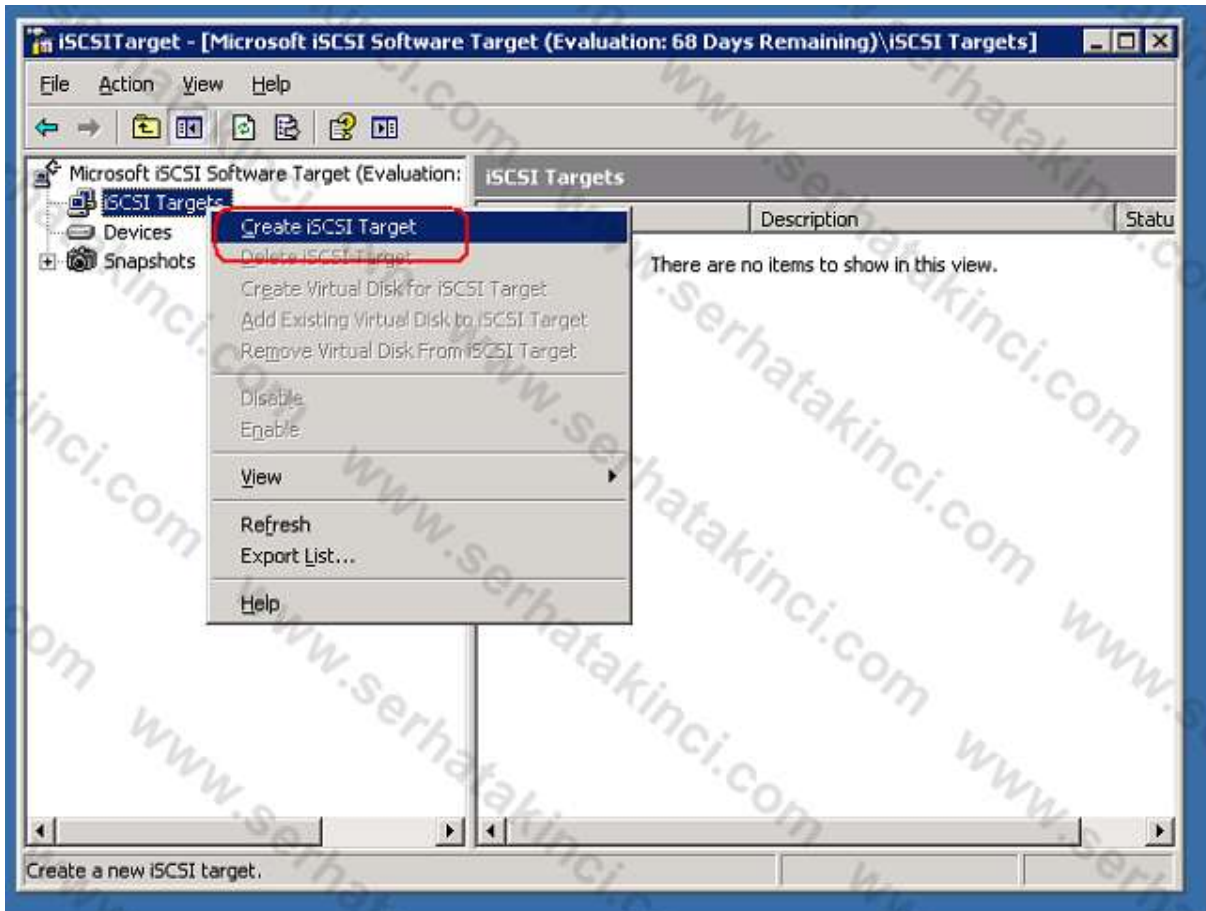 iSCSITarget - [Microsoft iSCSI Software Target (Evaluation: 68 Days Remaining)\iSCSI Targets]
File Action View Help
Microsoft iSCSI Software Target (Evaluation:
iSCSI Targets
Devices
Snapshots
iSCSI Targets
Description Statu
There are no items to show in this view.
Create iSCSI Target
Delete iSCSI Target
Create Virtual Disk for iSCSI Target
Add Existing Virtual Disk to iSCSI Target
Remove Virtual Disk From iSCSI Target
Disable
Enable
View
Refresh
Export List...
Help
Create a new iSCSI target.
www.serhatakinci.com